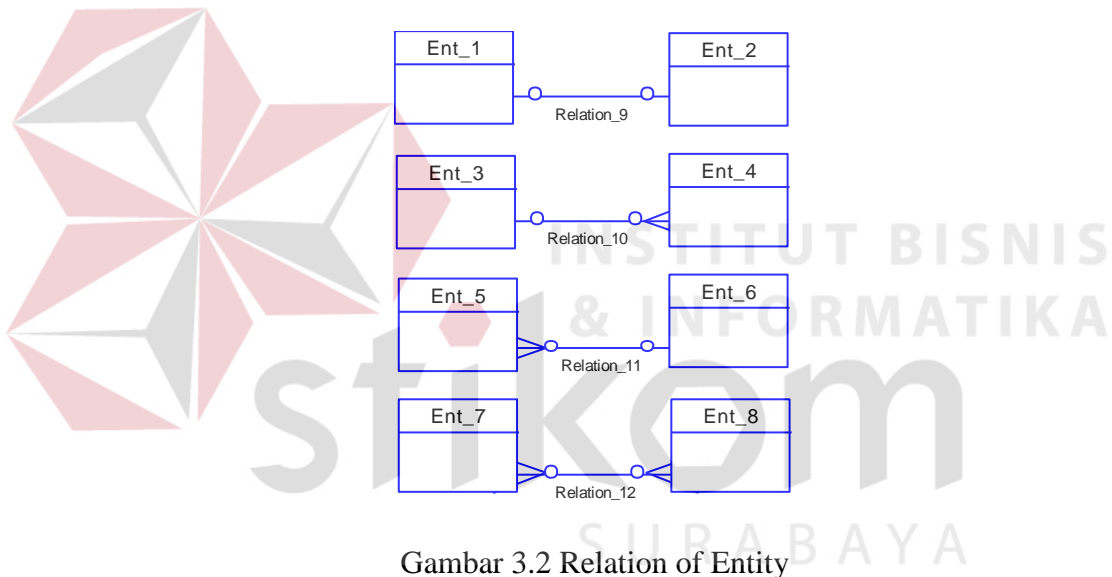 Ent_1
Ent_2
Relation_9
Ent_3
Ent_4
Relation_10
INSTITUT BISNIS
Ent_5
Ent_6
& INFORMATIKA
Relation_11
stikom
Ent_7
Ent_8
Relation_12
SURABAYA
Gambar 3.2 Relation of Entity